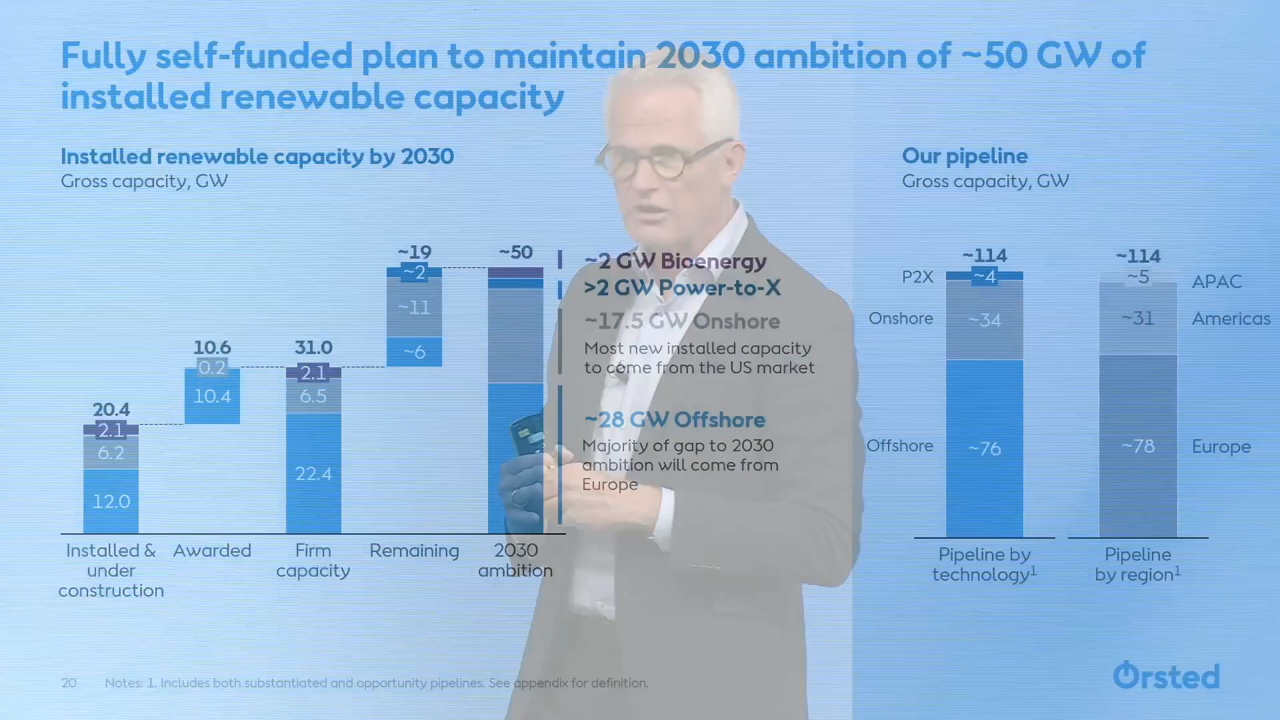 Fully self-funded plan to maintain 2030 ambition of ~50 GW of
installed renewable capacity
Installed renewable capacity by 2030
Gross capacity, GW
20.4
2.1
6.2
12.0
10.6
0.2
10.4
31.0
2.1
6.5
22.4
~19
~2
~11
~6
~50
~2 GW Bioenergy
>2 GW Power-to-X
~17.5 GW Onshore
Most new installed capacity
to come from the US market
~28 GW Offshore
Majority of gap to 2030
ambition will come from
Europe
Installed &
under
construction
Awarded
Firm
capacity
Remaining
2030
ambition
Our pipeline
Gross capacity, GW
~114
P2X
~4
Onshore
~34
Offshore
~76
~114
~5
APAC
~31
Americas
~78
Europe
Pipeline by
technology1
Pipeline
by region1
20
Notes: 1. Includes both substantiated and opportunity pipelines. See appendix for definition.
Ørsted